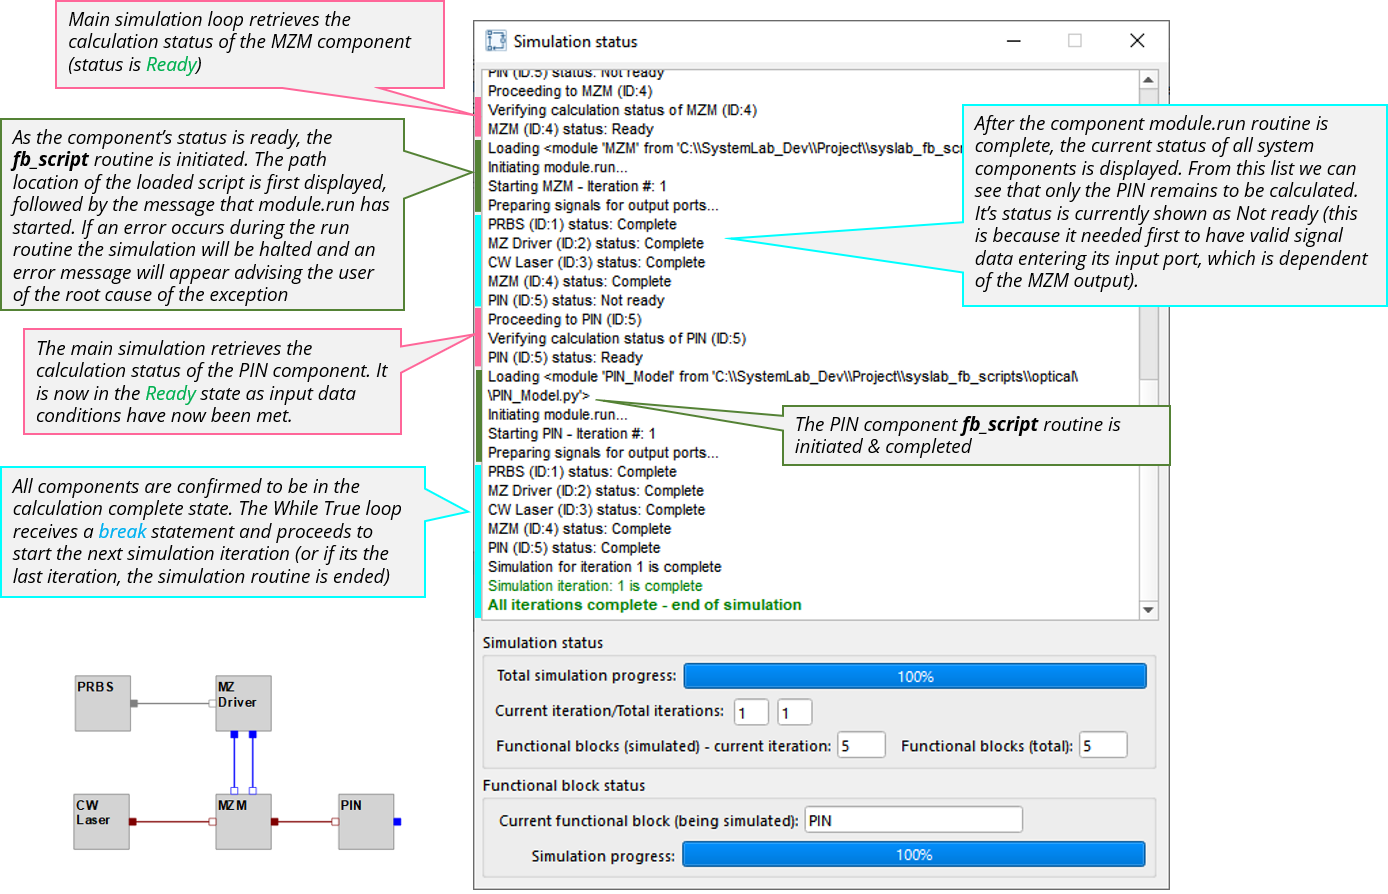 Main simulation loop retrieves the
calculation status of the MZM component
(status is Ready)
As the component's status is ready, the
fb_script routine is initiated. The path
location of the loaded script is first displayed,
followed by the message that module.run has
started. If an error occurs during the run
routine the simulation will be halted and an
error message will appear advising the user
of the root cause of the exception
The main simulation retrieves the
calculation status of the PIN component. It
is now in the Ready state as input data
conditions have now been met.
All components are confirmed to be in the
calculation complete state. The While True loop
receives a break statement and proceeds to
start the next simulation iteration (or if its the
last iteration, the simulation routine is ended)
Simulation status
PIN (ID:5) status: Not ready
Proceeding to MZM (ID:4)
Verifying calculation status of MZM (ID:4)
MZM (ID:4) status: Ready
Loading <module 'MZM' from 'C:\\SystemLab_Dev\\Project\\syslab_fb_scr
Initiating module.run...
Starting MZM - Iteration #: 1
Preparing signals for output ports...
PRBS (ID:1) status: Complete
MZ Driver (ID:2) status: Complete
CW Laser (ID:3) status: Complete
MZM (ID:4) status: Complete
PIN (ID:5) status: Not ready
Proceeding to PIN (ID:5)
Verifying calculation status of PIN (ID:5)
PIN (ID:5) status: Ready
Loading <module 'PIN_Model' from 'C:\\SystemLab_Dev\\Project\\syslab_fb_scripts\\optical\
\PIN_Model.py'>
Initiating module.run...
Starting PIN - Iteration #: 1
Preparing signals for output ports...
PRBS (ID:1) status: Complete
MZ Driver (ID:2) status: Complete
CW Laser (ID:3) status: Complete
MZM (ID:4) status: Complete
PIN (ID:5) status: Complete
Simulation for iteration 1 is complete
Simulation iteration: 1 is complete
All iterations complete - end of simulation
After the component module.run routine is
complete, the current status of all system
components is displayed. From this list we can
see that only the PIN remains to be calculated.
It's status is currently shown as Not ready (this
is because it needed first to have valid signal
data entering its input port, which is dependent
of the MZM output).
The PIN component fb_script routine is
initiated & completed
Simulation status
Total simulation progress: 100%
Current iteration/Total iterations: 1 1
Functional blocks (simulated) - current iteration: 5 Functional blocks (total): 5
Functional block status
Current functional block (being simulated): PIN
Simulation progress: 100%
PRBS
MZ
Driver
CW
Laser
MZM
PIN